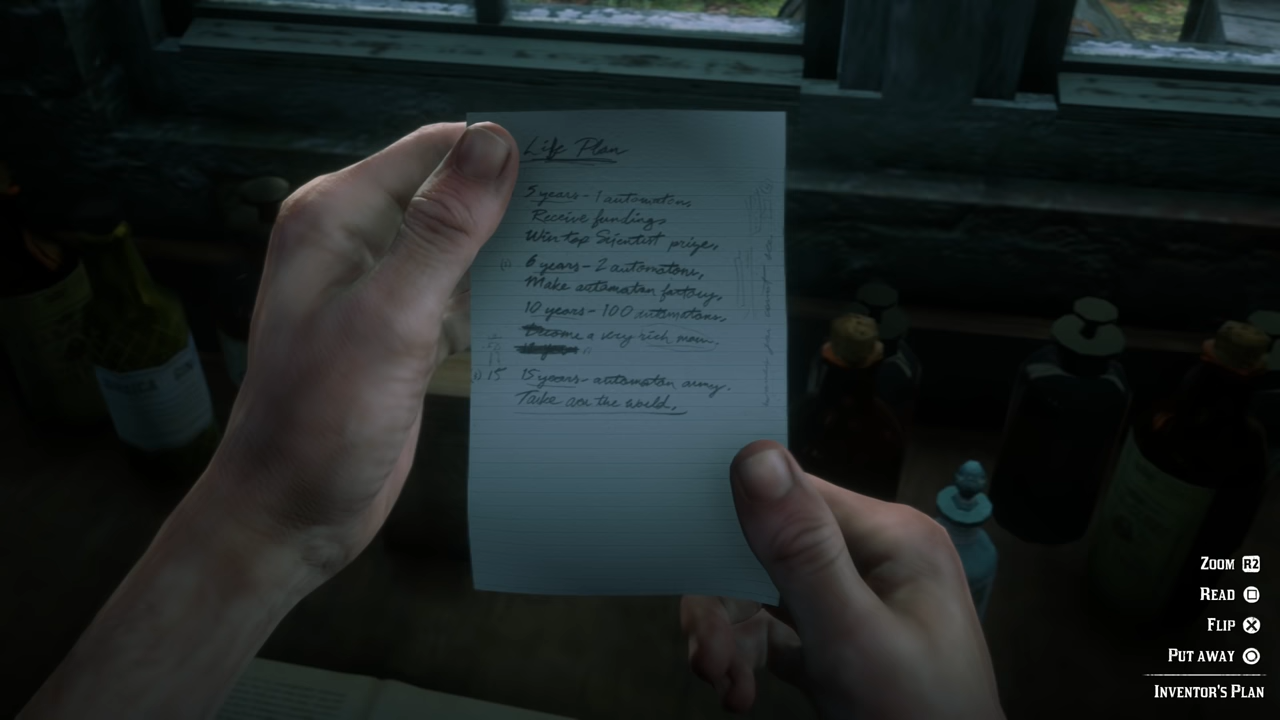 Life Plan
5 years - 1 automaton,
Receive funding,
Win top Scientist prize,
6 years - 2 automatons,
Make automaton factory,
10 years - 100 automatons,
Become a very rich man,
15 15 years - automaton army.
Take over the world,
ZOOM R2
READ
FLIP
PUT AWAY
INVENTOR'S PLAN